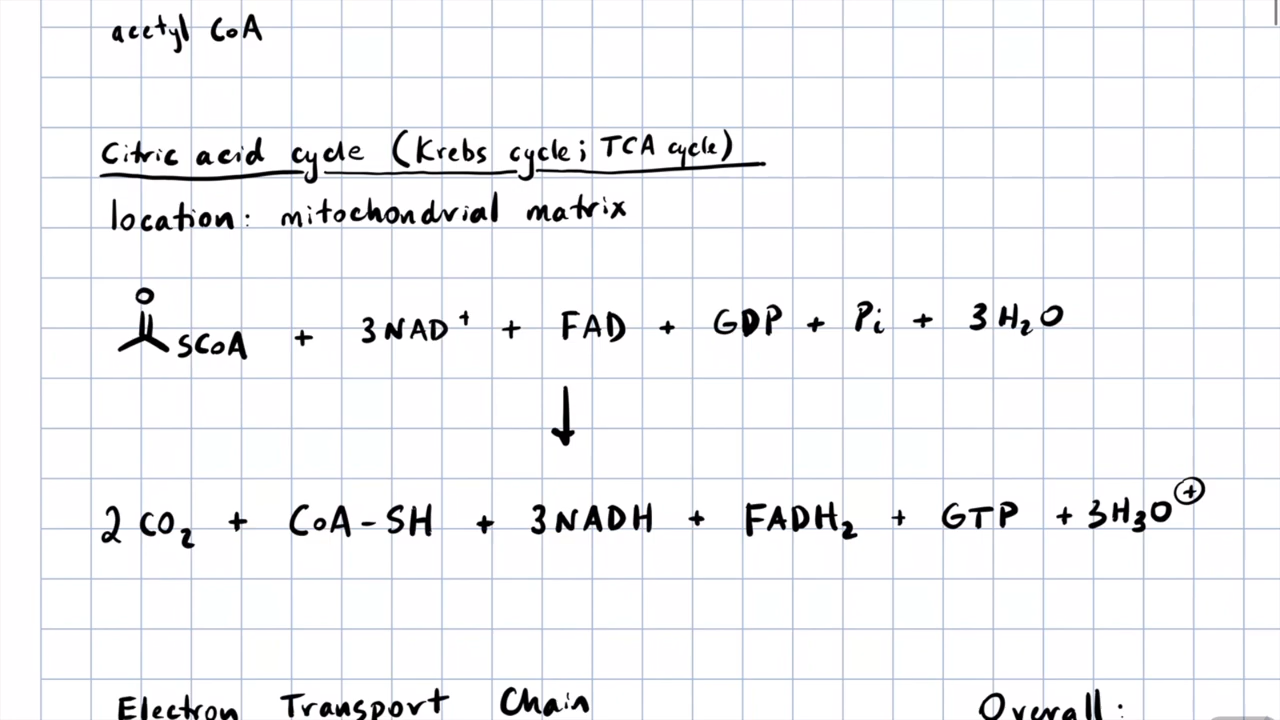 acetyl CoA
Citric acid cycle (Krebs cycle; TCA cycle)
location: mitochondrial matrix
O
SCoA + 3NAD⁺ + FAD + GDP + Pi + 3H₂O
2CO₂ + CoA-SH + 3NADH + FADH₂ + GTP + 3H₃O⊕
Electron Transport Chain Overall: